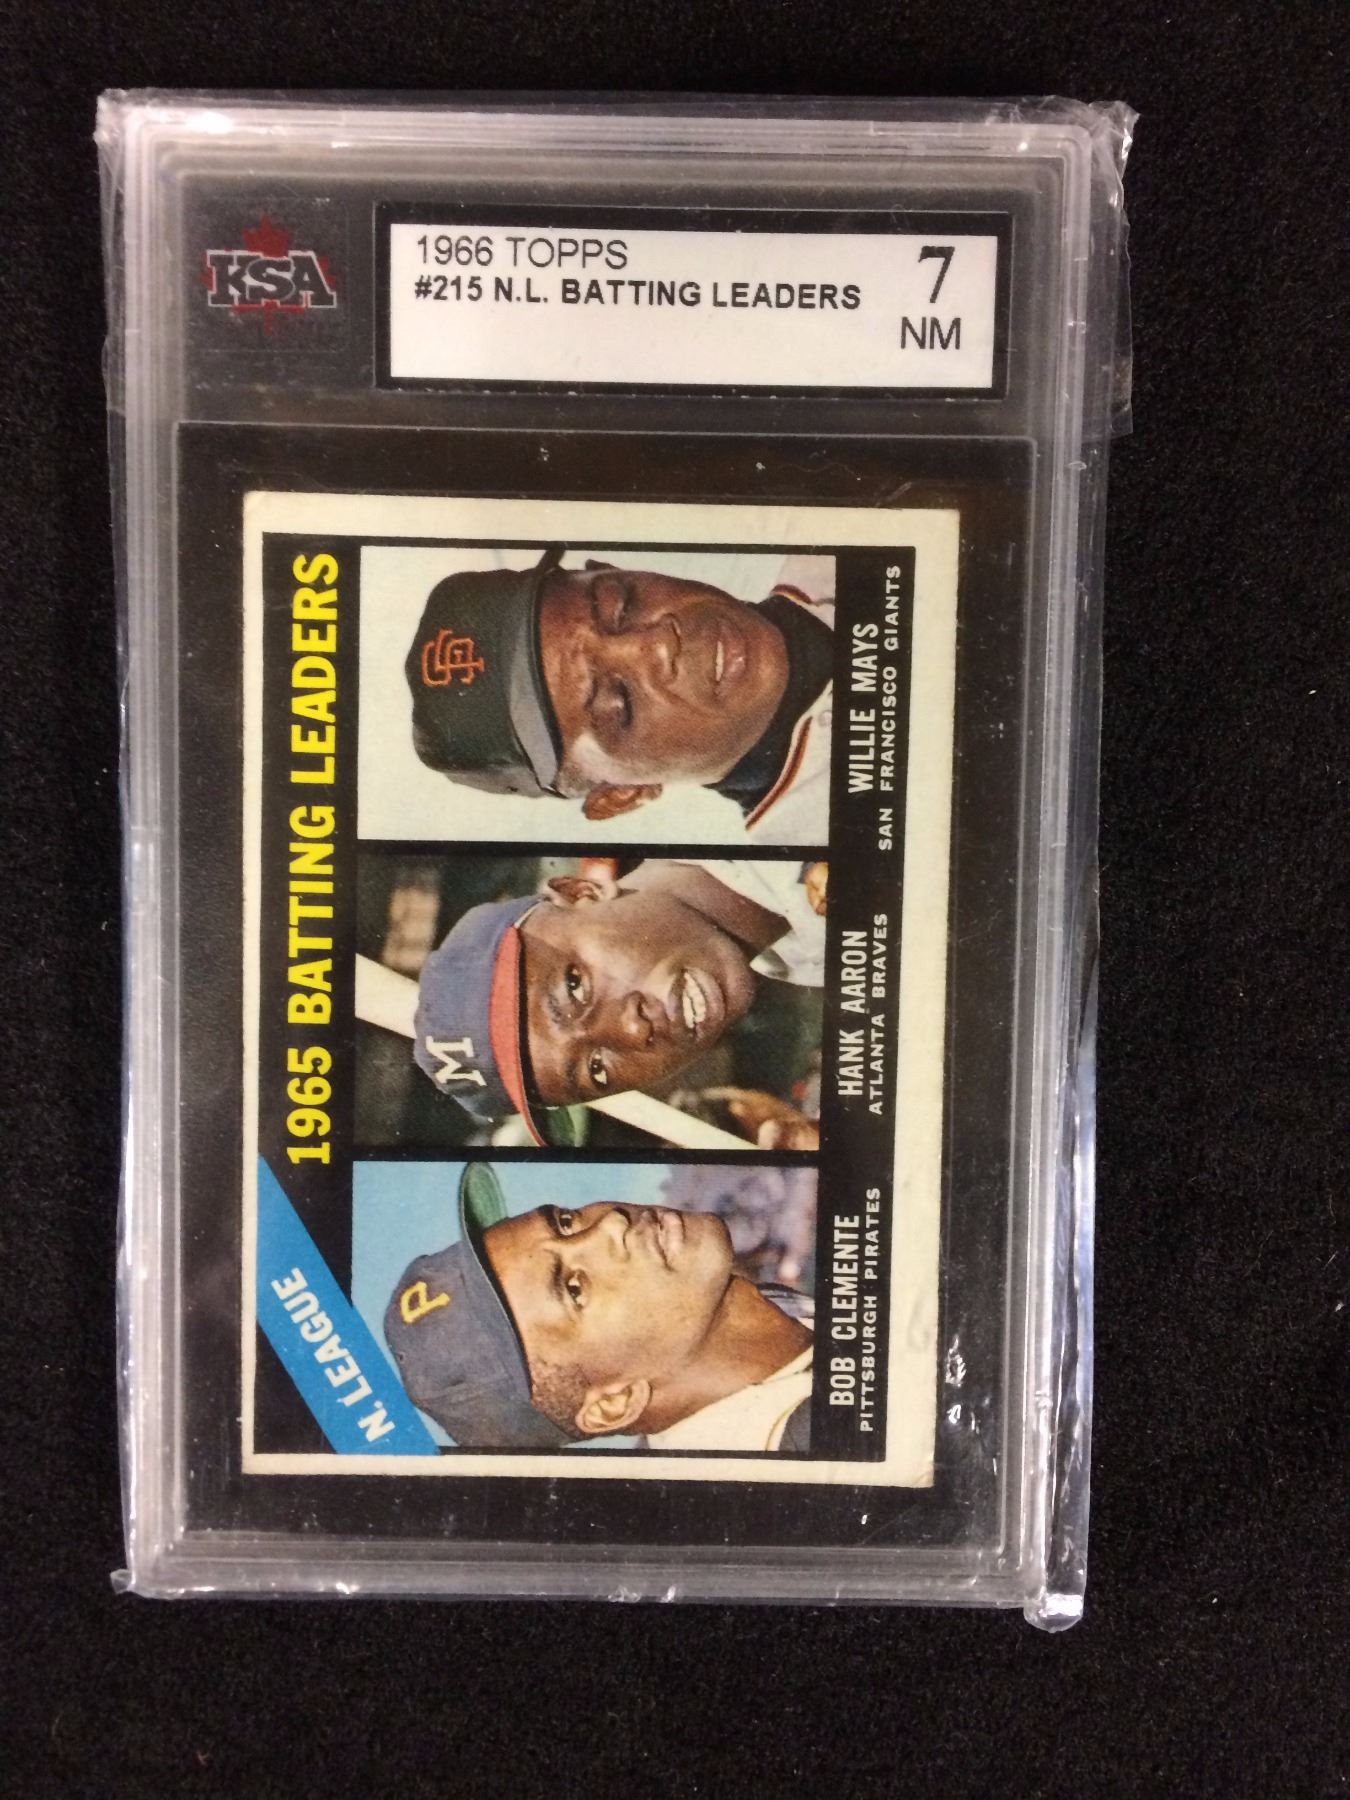 KSA
1966 TOPPS
#215 N.L. BATTING LEADERS
7
NM
N. LEAGUE
1965 BATTING LEADERS
P
M
SF
BOB CLEMENTE
PITTSBURGH PIRATES
HANK AARON
ATLANTA BRAVES
WILLIE MAYS
SAN FRANCISCO GIANTS